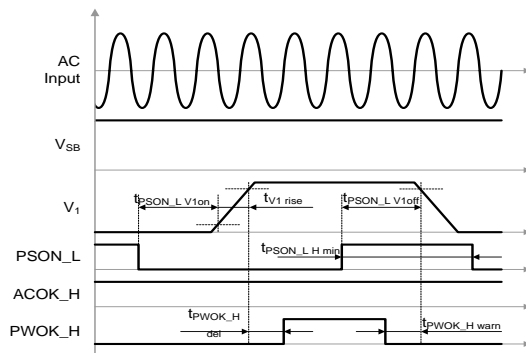 AC
Input
VSB
tPSON_L V1on
tV1 rise
tPSON_L V1off
V1
PSON_L
tPSON_L H min
ACOK_H
tPWOK_H
del
tPWOK_H warn
PWOK_H